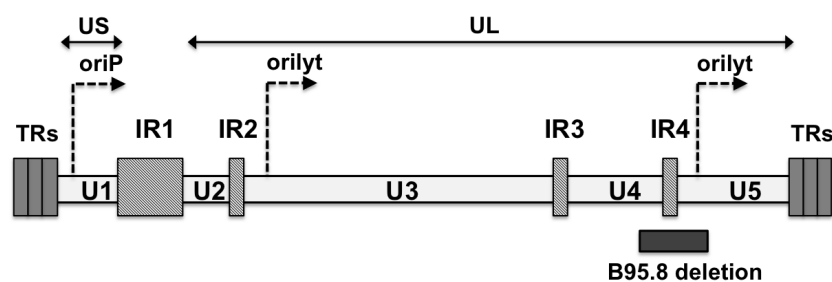 US
UL
oriP
orilyt
orilyt
TRs
IR1
IR2
IR3
IR4
TRs
U1
U2
U3
U4
U5
B95.8 deletion